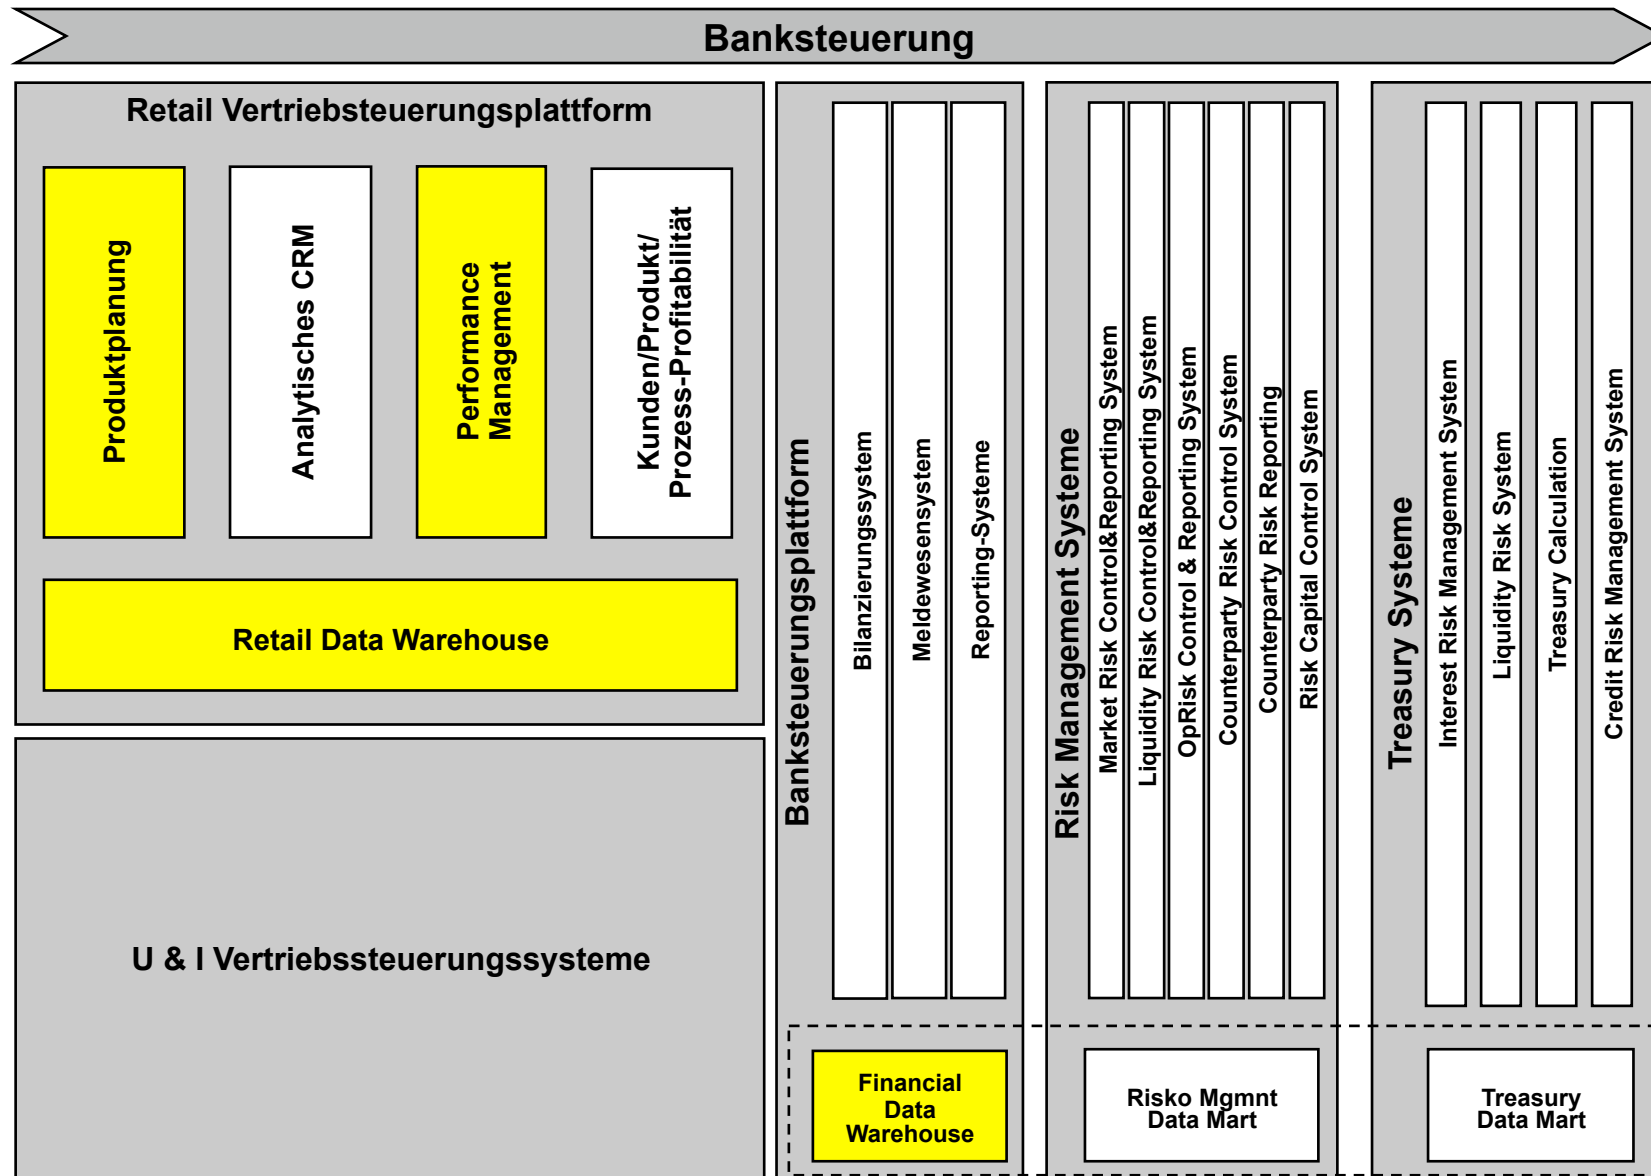 Banksteuerung
Retail Vertriebsteuerungsplattform
Produktplanung
Analytisches CRM
Performance
Management
Kunden/Produkt/
Prozess-Profitabilität
Retail Data Warehouse
U & I Vertriebssteuerungssysteme
Banksteuerungsplattform
Bilanzierungssystem
Meldewesensystem
Reporting-Systeme
Financial
Data
Warehouse
Risk Management Systeme
Market Risk Control&Reporting System
Liquidity Risk Control&Reporting System
OpRisk Control & Reporting System
Counterparty Risk Control System
Counterparty Risk Reporting
Risk Capital Control System
Risko Mgmnt
Data Mart
Treasury Systeme
Interest Risk Management System
Liquidity Risk System
Treasury Calculation
Credit Risk Management System
Treasury
Data Mart